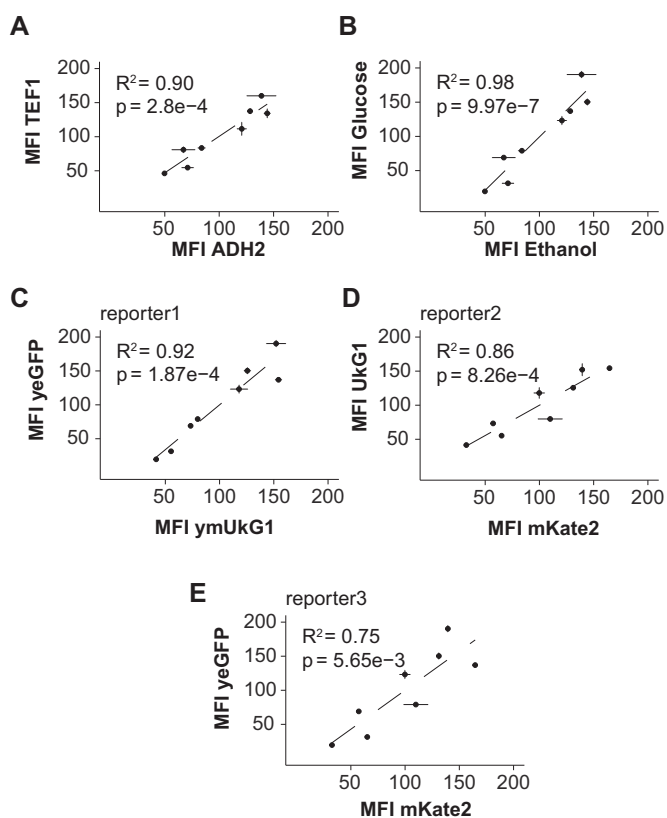 A
MFI TEF1
200
150
100
50
R² = 0.90
p = 2.8e−4
50 100 150 200
MFI ADH2
B
MFI Glucose
200
150
100
50
R² = 0.98
p = 9.97e−7
50 100 150 200
MFI Ethanol
C
reporter1
MFI yeGFP
200
150
100
50
R² = 0.92
p = 1.87e−4
50 100 150 200
MFI ymUkG1
D
reporter2
MFI UkG1
200
150
100
50
R² = 0.86
p = 8.26e−4
50 100 150 200
MFI mKate2
E
reporter3
MFI yeGFP
200
150
100
50
R² = 0.75
p = 5.65e−3
50 100 150 200
MFI mKate2